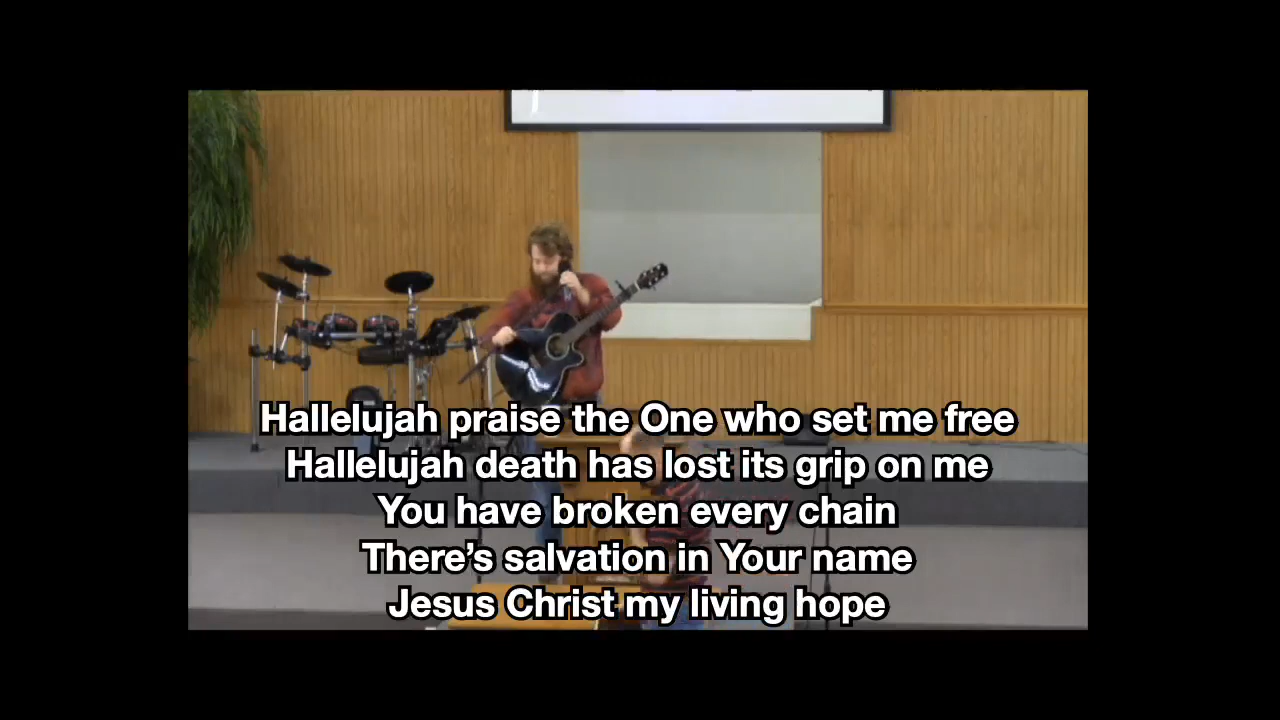 Hallelujah praise the One who set me free
Hallelujah death has lost its grip on me
You have broken every chain
There's salvation in Your name
Jesus Christ my living hope